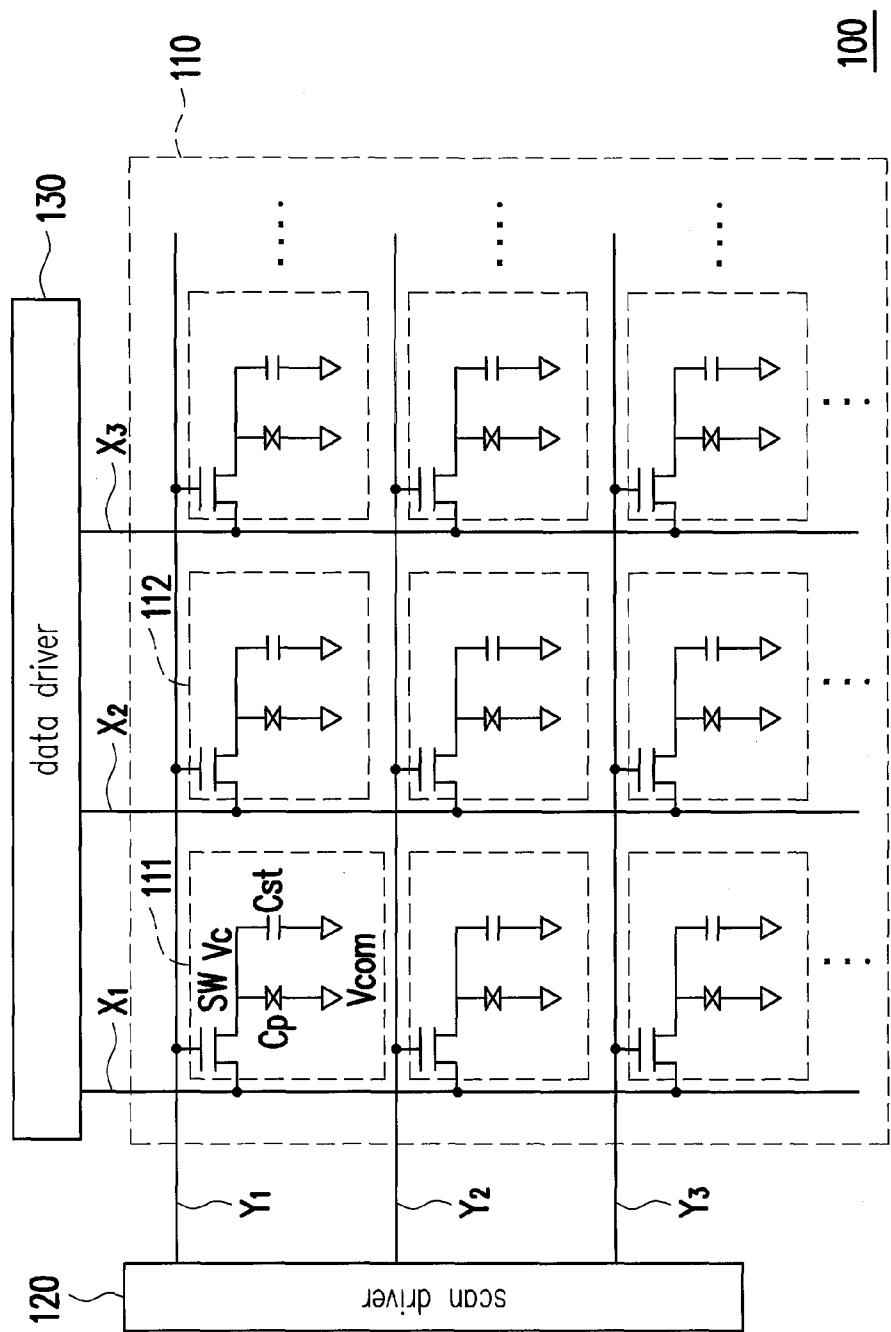 130
data driver
110
X1
X2
X3
111
112
SW
Vc
Cst
Cp
Vcom
Y1
Y2
Y3
120
scan driver
100